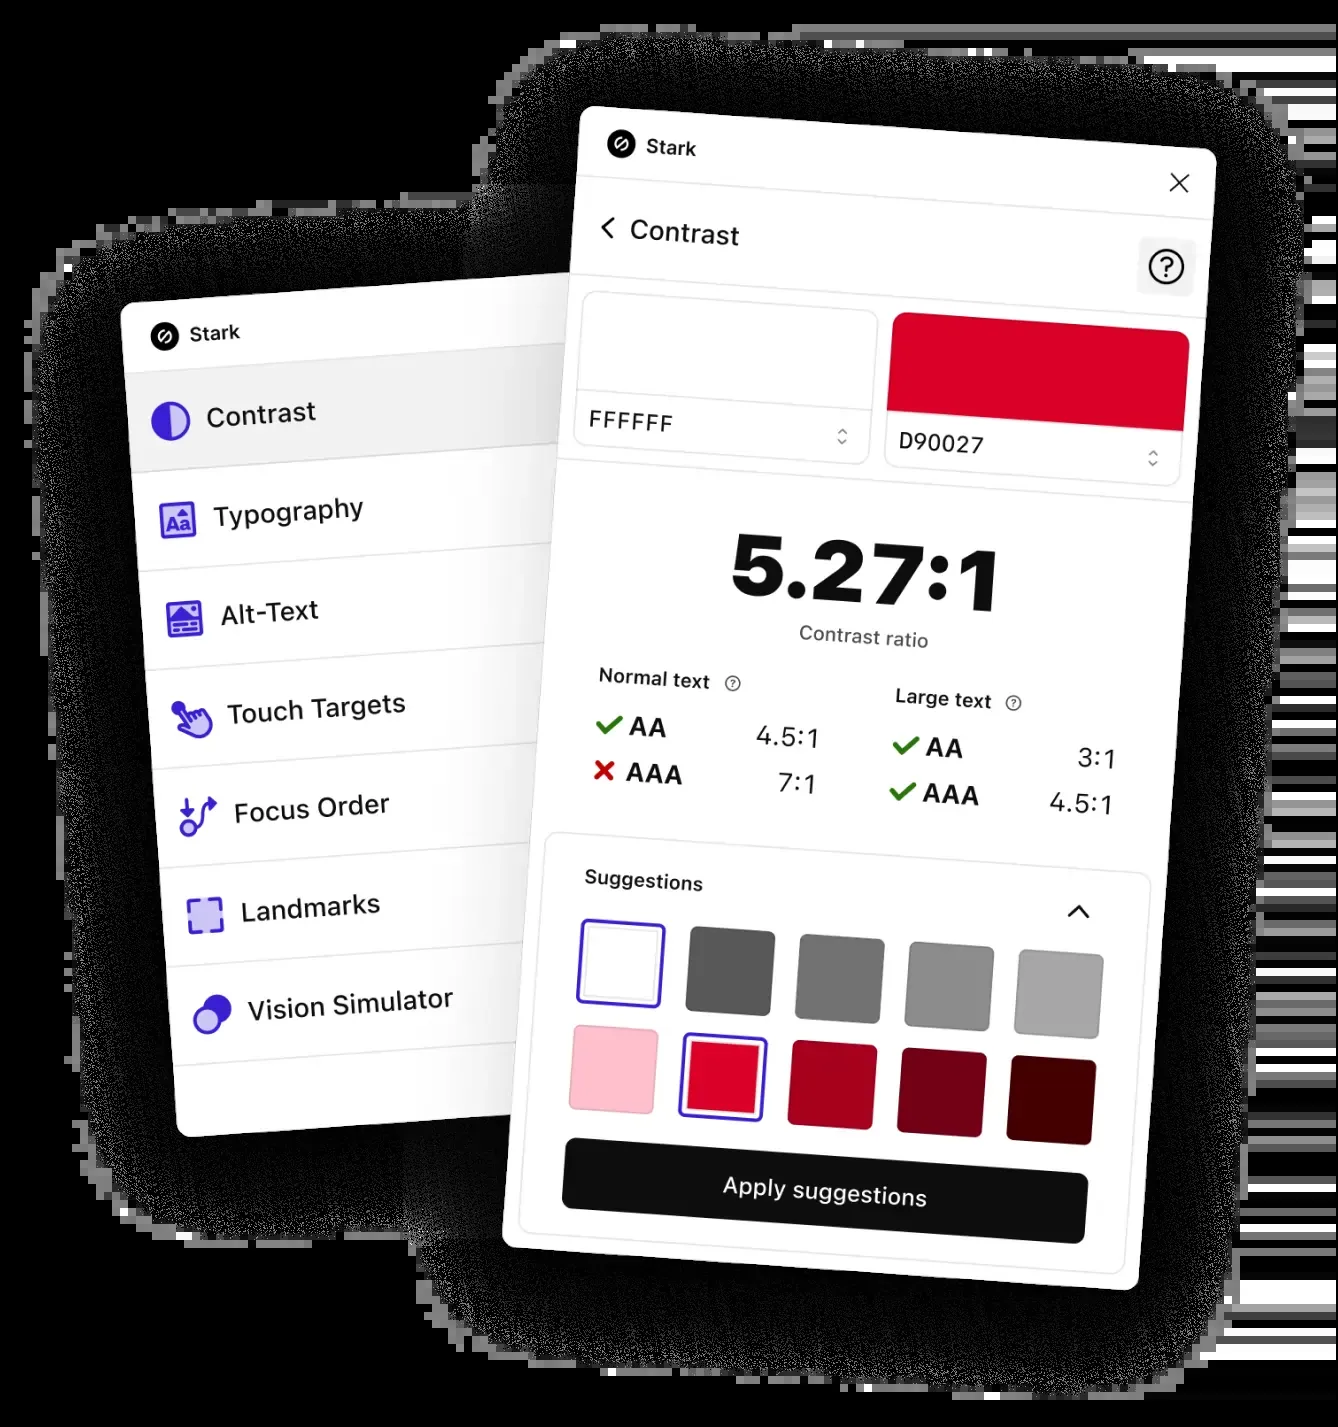 Stark
Contrast
Aa Typography
Alt-Text
Touch Targets
Focus Order
Landmarks
Vision Simulator
Stark
Contrast
?
FFFFFF
D90027
5.27:1
Contrast ratio
Normal text ?
AA 4.5:1
AAA 7:1
Large text ?
AA 3:1
AAA 4.5:1
Suggestions
Apply suggestions